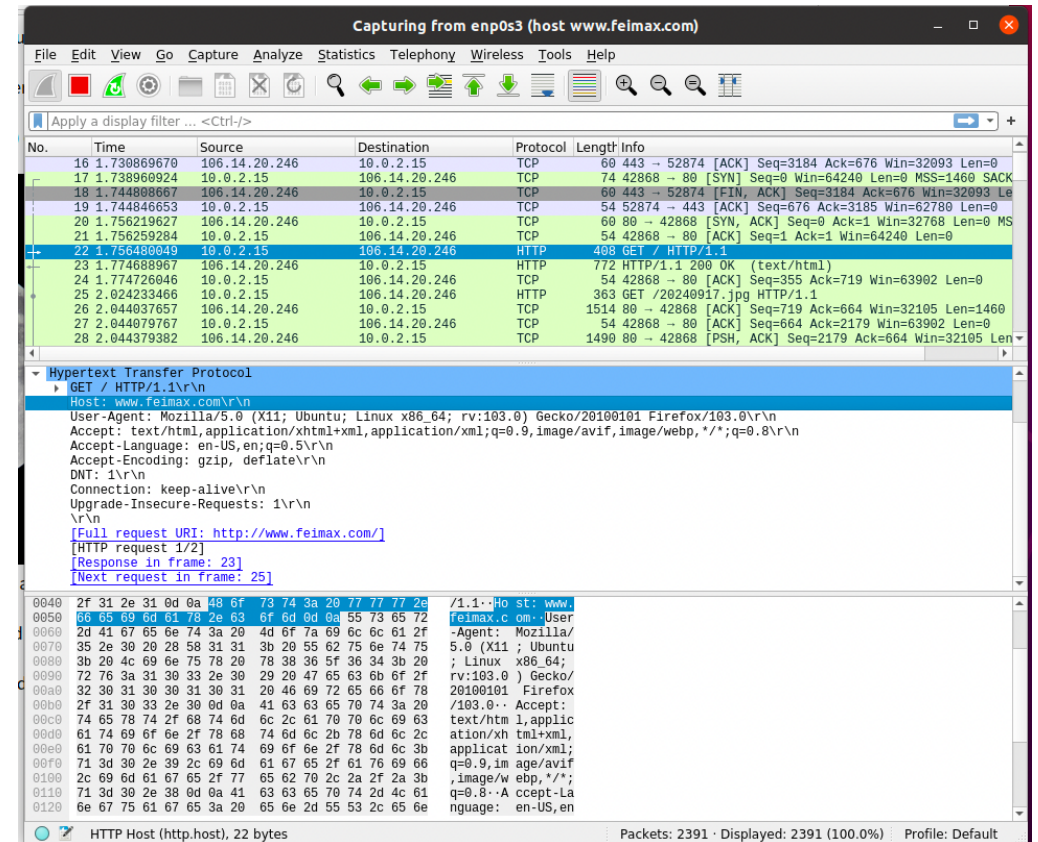 Capturing from enp0s3 (host www.feimax.com)
File Edit View Go Capture Analyze Statistics Telephony Wireless Tools Help
Apply a display filter ... <Ctrl-/>
No. Time Source Destination Protocol Length Info
16 1.730869670 106.14.20.246 10.0.2.15 TCP 60 443 → 52874 [ACK] Seq=3184 Ack=676 Win=32093 Len=0
17 1.738960924 10.0.2.15 106.14.20.246 TCP 74 42868 → 80 [SYN] Seq=0 Win=64240 Len=0 MSS=1460 SACK
18 1.744808667 106.14.20.246 10.0.2.15 TCP 60 443 → 52874 [FIN, ACK] Seq=3184 Ack=676 Win=32093 Le
19 1.744846653 10.0.2.15 106.14.20.246 TCP 54 52874 → 443 [ACK] Seq=676 Ack=3185 Win=62780 Len=0
20 1.756219627 106.14.20.246 10.0.2.15 TCP 60 80 → 42868 [SYN, ACK] Seq=0 Ack=1 Win=32768 Len=0 MS
21 1.756259284 10.0.2.15 106.14.20.246 TCP 54 42868 → 80 [ACK] Seq=1 Ack=1 Win=64240 Len=0
22 1.756480049 10.0.2.15 106.14.20.246 HTTP 408 GET / HTTP/1.1
23 1.774688967 106.14.20.246 10.0.2.15 HTTP 772 HTTP/1.1 200 OK (text/html)
24 1.774726046 10.0.2.15 106.14.20.246 TCP 54 42868 → 80 [ACK] Seq=355 Ack=719 Win=63902 Len=0
25 2.024233466 10.0.2.15 106.14.20.246 HTTP 363 GET /20240917.jpg HTTP/1.1
26 2.044037657 106.14.20.246 10.0.2.15 TCP 1514 80 → 42868 [ACK] Seq=719 Ack=664 Win=32105 Len=1460
27 2.044079767 10.0.2.15 106.14.20.246 TCP 54 42868 → 80 [ACK] Seq=664 Ack=2179 Win=63902 Len=0
28 2.044379382 106.14.20.246 10.0.2.15 TCP 1490 80 → 42868 [PSH, ACK] Seq=2179 Ack=664 Win=32105 Len
Hypertext Transfer Protocol
GET / HTTP/1.1\r\n
Host: www.feimax.com\r\n
User-Agent: Mozilla/5.0 (X11; Ubuntu; Linux x86_64; rv:103.0) Gecko/20100101 Firefox/103.0\r\n
Accept: text/html,application/xhtml+xml,application/xml;q=0.9,image/avif,image/webp,*/*;q=0.8\r\n
Accept-Language: en-US,en;q=0.5\r\n
Accept-Encoding: gzip, deflate\r\n
DNT: 1\r\n
Connection: keep-alive\r\n
Upgrade-Insecure-Requests: 1\r\n
\r\n
[Full request URI: http://www.feimax.com/]
[HTTP request 1/2]
[Response in frame: 23]
[Next request in frame: 25]
0040 2f 31 2e 31 0d 0a 48 6f 73 74 3a 20 77 77 77 2e /1.1··Ho st: www.
0050 66 65 69 6d 61 78 2e 63 6f 6d 0d 0a 55 73 65 72 feimax.c om··User
0060 2d 41 67 65 6e 74 3a 20 4d 6f 7a 69 6c 6c 61 2f -Agent: Mozilla/
0070 35 2e 30 20 28 58 31 31 3b 20 55 62 75 6e 74 75 5.0 (X11 ; Ubuntu
0080 3b 20 4c 69 6e 75 78 20 78 38 36 5f 36 34 3b 20 ; Linux x86_64;
0090 72 76 3a 31 30 33 2e 30 29 20 47 65 63 6b 6f 2f rv:103.0 ) Gecko/
00a0 32 30 31 30 30 31 30 31 20 46 69 72 65 66 6f 78 20100101 Firefox
00b0 2f 31 30 33 2e 30 0d 0a 41 63 63 65 70 74 3a 20 /103.0·· Accept:
00c0 74 65 78 74 2f 68 74 6d 6c 2c 61 70 70 6c 69 63 text/htm l,applic
00d0 61 74 69 6f 6e 2f 78 68 74 6d 6c 2b 78 6d 6c 2c ation/xh tml+xml,
00e0 61 70 70 6c 69 63 61 74 69 6f 6e 2f 78 6d 6c 3b applicat ion/xml;
00f0 71 3d 30 2e 39 2c 69 6d 61 67 65 2f 61 76 69 66 q=0.9,im age/avif
0100 2c 69 6d 61 67 65 2f 77 65 62 70 2c 2a 2f 2a 3b ,image/w ebp,*/*;
0110 71 3d 30 2e 38 0d 0a 41 63 63 65 70 74 2d 4c 61 q=0.8··A ccept-La
0120 6e 67 75 61 67 65 3a 20 65 6e 2d 55 53 2c 65 6e nguage: en-US,en
HTTP Host (http.host), 22 bytes Packets: 2391 · Displayed: 2391 (100.0%) Profile: Default